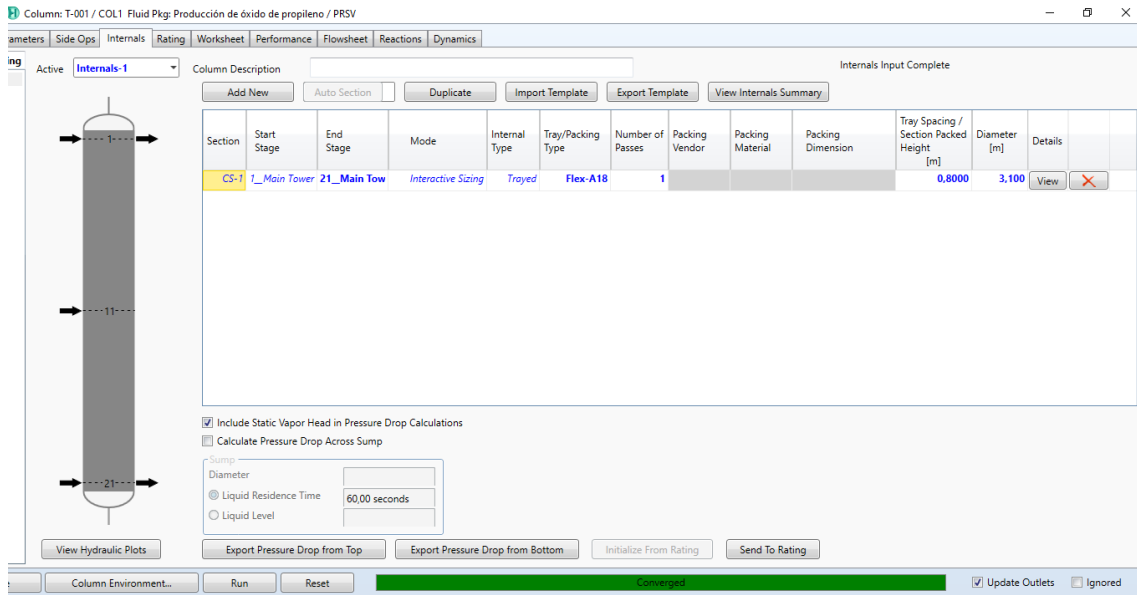 Column: T-001 / COL1 Fluid Pkg: Producción de óxido de propileno / PRSV
rameters Side Ops Internals Rating Worksheet Performance Flowsheet Reactions Dynamics
ing
Active Internals-1 Column Description Internals Input Complete
Add New Auto Section Duplicate Import Template Export Template View Internals Summary
Section Start Stage End Stage Mode Internal Type Tray/Packing Type Number of Passes Packing Vendor Packing Material Packing Dimension Tray Spacing / Section Packed Height [m] Diameter [m] Details
CS-1 1__Main Tower 21__Main Tow Interactive Sizing Trayed Flex-A18 1 0,8000 3,100 View
1
11
21
Include Static Vapor Head in Pressure Drop Calculations
Calculate Pressure Drop Across Sump
Sump
Diameter
Liquid Residence Time 60,00 seconds
Liquid Level
View Hydraulic Plots Export Pressure Drop from Top Export Pressure Drop from Bottom Initialize From Rating Send To Rating
Column Environment... Run Reset Converged Update Outlets Ignored